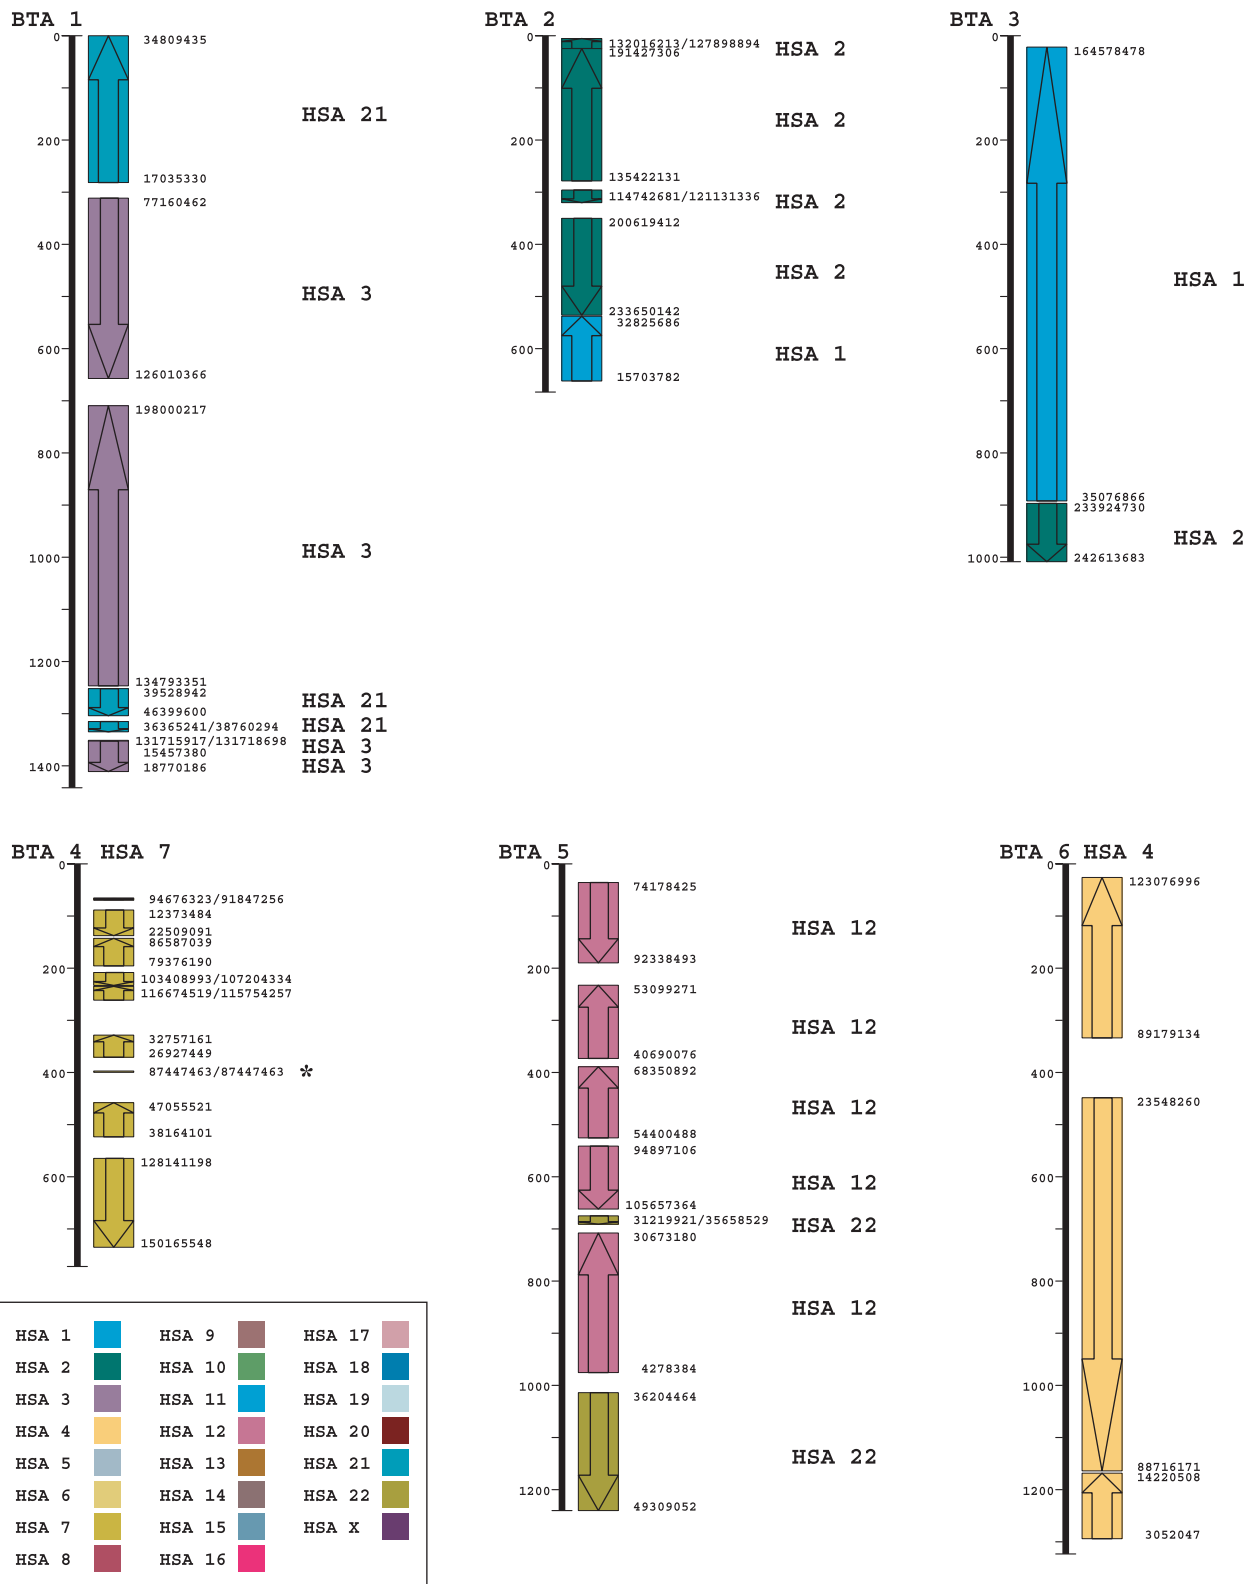 BTA 1
0
200
400
600
800
1000
1200
1400
34809435
17035330
77160462
126010366
198000217
134793351
39528942
46399600
36365241/38760294
131715917/131718698
15457380
18770186
HSA 21
HSA 3
HSA 3
HSA 21
HSA 21
HSA 3
HSA 3
BTA 2
0
200
400
600
132016213/127898894
191427306
135422131
114742681/121131336
200619412
233650142
32825686
15703782
HSA 2
HSA 2
HSA 2
HSA 2
HSA 1
BTA 3
0
200
400
600
800
1000
164578478
35076866
233924730
242613683
HSA 1
HSA 2
BTA 4 HSA 7
0
200
400
600
94676323/91847256
12373484
22509091
86587039
79376190
103408993/107204334
116674519/115754257
32757161
26927449
87447463/87447463 *
47055521
38164101
128141198
150165548
BTA 5
0
200
400
600
800
1000
1200
74178425
92338493
53099271
40690076
68350892
54400488
94897106
105657364
31219921/35658529
30673180
4278384
36204464
49309052
HSA 12
HSA 12
HSA 12
HSA 12
HSA 22
HSA 12
HSA 22
BTA 6 HSA 4
0
200
400
600
800
1000
1200
123076996
89179134
23548260
88716171
14220508
3052047
HSA 1 HSA 9 HSA 17
HSA 2 HSA 10 HSA 18
HSA 3 HSA 11 HSA 19
HSA 4 HSA 12 HSA 20
HSA 5 HSA 13 HSA 21
HSA 6 HSA 14 HSA 22
HSA 7 HSA 15 HSA X
HSA 8 HSA 16